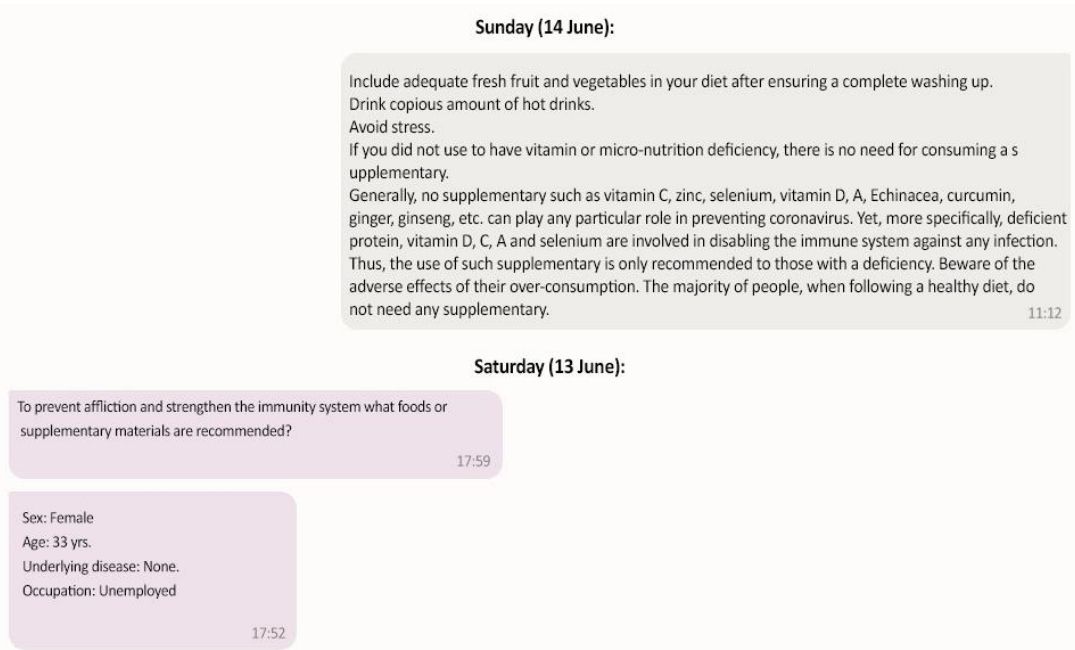 Sunday (14 June):
Include adequate fresh fruit and vegetables in your diet after ensuring a complete washing up.
Drink copious amount of hot drinks.
Avoid stress.
If you did not use to have vitamin or micro-nutrition deficiency, there is no need for consuming a s
upplementary.
Generally, no supplementary such as vitamin C, zinc, selenium, vitamin D, A, Echinacea, curcumin,
ginger, ginseng, etc. can play any particular role in preventing coronavirus. Yet, more specifically, deficient
protein, vitamin D, C, A and selenium are involved in disabling the immune system against any infection.
Thus, the use of such supplementary is only recommended to those with a deficiency. Beware of the
adverse effects of their over-consumption. The majority of people, when following a healthy diet, do
not need any supplementary.
11:12
Saturday (13 June):
To prevent affliction and strengthen the immunity system what foods or
supplementary materials are recommended?
17:59
Sex: Female
Age: 33 yrs.
Underlying disease: None.
Occupation: Unemployed
17:52